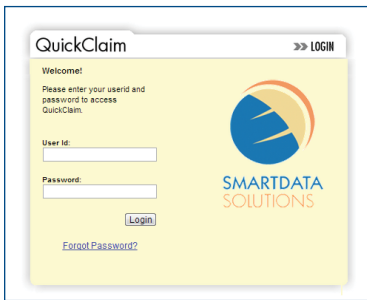 QuickClaim
>> LOGIN
Welcome!
Please enter your userid and
password to access
QuickClaim.
User Id:
Password:
Login
Forgot Password?
SMARTDATA
SOLUTIONS